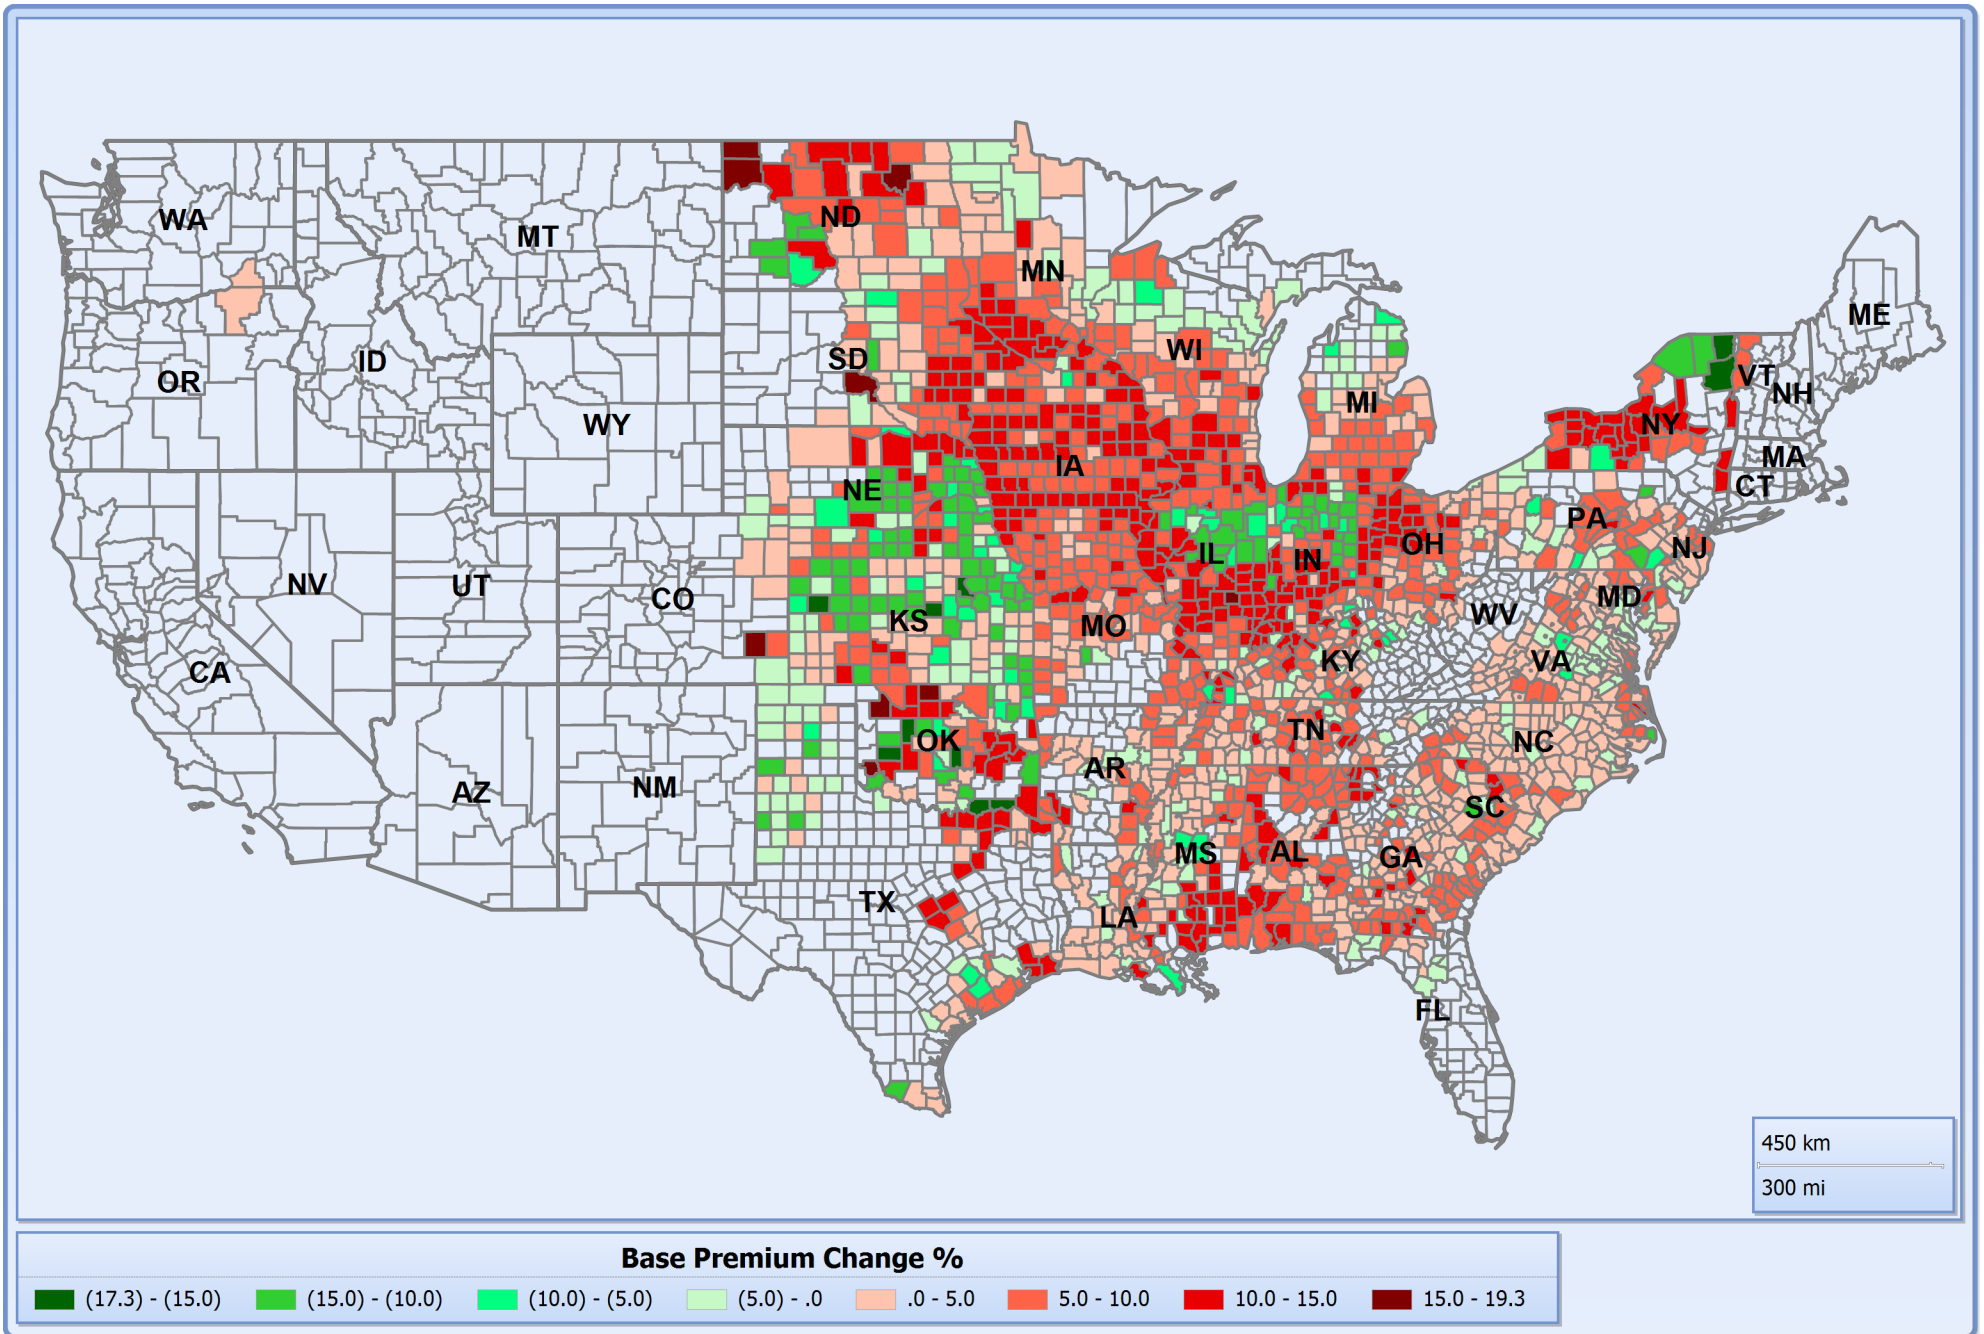 WA
MT
ND
MN
ME
SD
WI
VT
NH
ID
OR
MI
NY
WY
MA
IA
CT
NE
PA
IL
IN
OH
NJ
NV
UT
CO
KS
MO
WV
MD
CA
KY
VA
TN
OK
NC
AZ
NM
AR
SC
MS
AL
GA
TX
LA
FL
450 km
300 mi
Base Premium Change %
(17.3) - (15.0) (15.0) - (10.0) (10.0) - (5.0) (5.0) - .0 .0 - 5.0 5.0 - 10.0 10.0 - 15.0 15.0 - 19.3